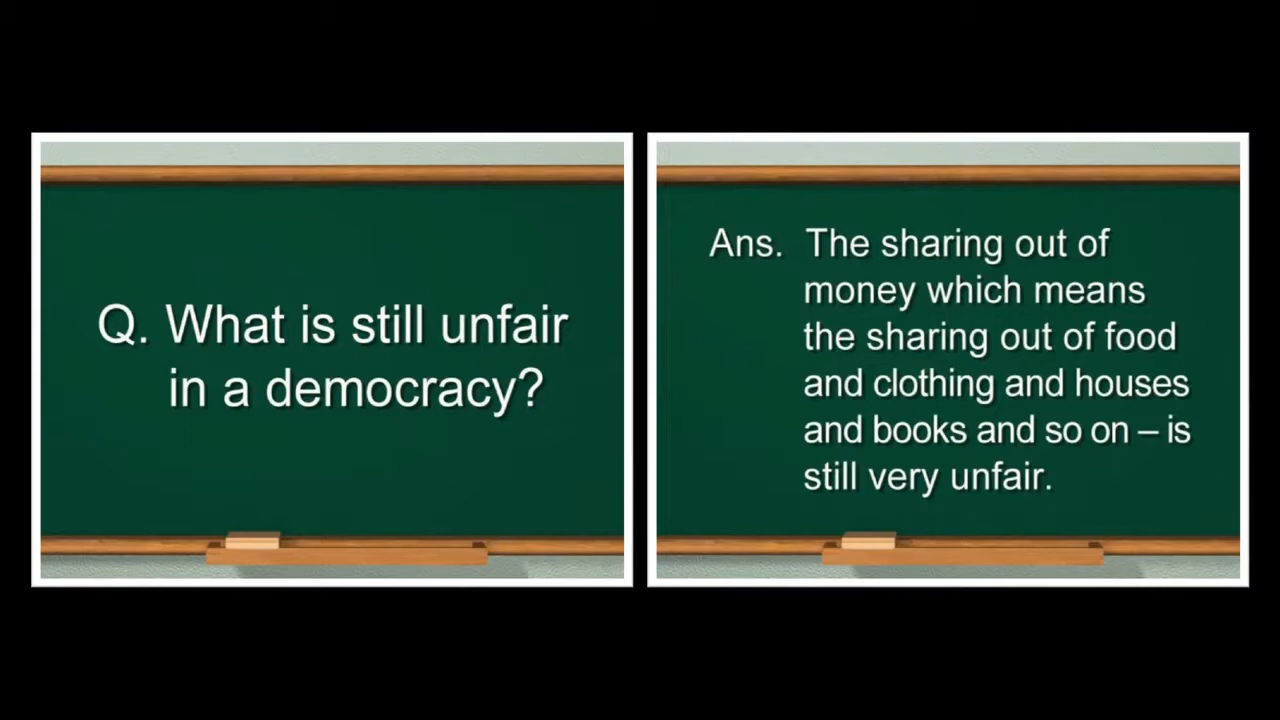 Q. What is still unfair
in a democracy?
Ans. The sharing out of
money which means
the sharing out of food
and clothing and houses
and books and so on – is
still very unfair.